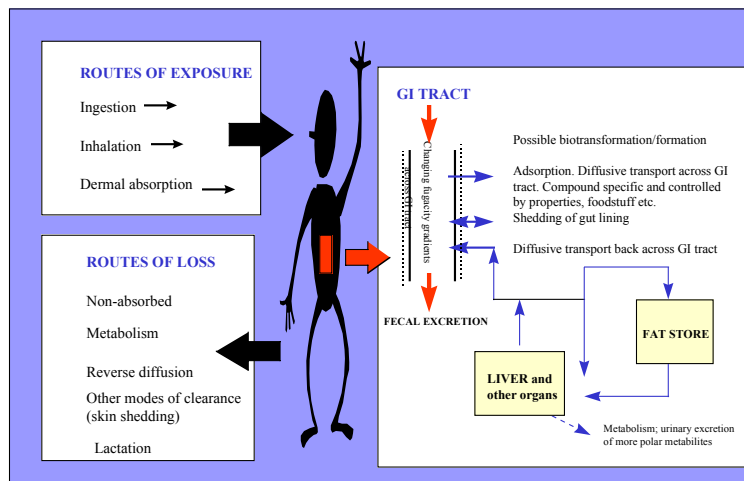 ROUTES OF EXPOSURE
Ingestion
Inhalation
Dermal absorption
ROUTES OF LOSS
Non-absorbed
Metabolism
Reverse diffusion
Other modes of clearance
(skin shedding)
Lactation
GI TRACT
Changing fugacity gradients
across GI tract
FECAL EXCRETION
Possible biotransformation/formation
Adsorption. Diffusive transport across GI
tract. Compound specific and controlled
by properties, foodstuff etc.
Shedding of gut lining
Diffusive transport back across GI tract
FAT STORE
LIVER and
other organs
Metabolism; urinary excretion
of more polar metabilites